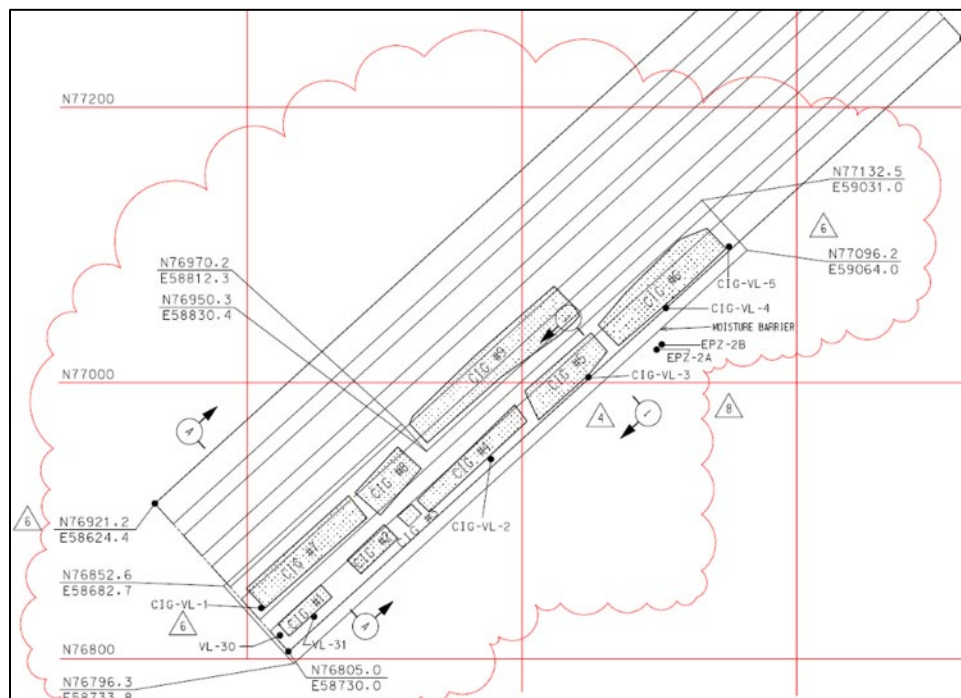 N77200
N77132.5
E59031.0
6
N77096.2
E59064.0
N76970.2
E58812.3
N76950.3
E58830.4
CIG-VL-5
CIG #6
CIG-VL-4
MOISTURE BARRIER
EPZ-2B
EPZ-2A
1
CIG #9
N77000
CIG #5
CIG-VL-3
4
1
8
A
CIG #8
CIG #4
CIG-VL-2
CIG #3
6
N76921.2
E58624.4
CIG #7
CIG #2
N76852.6
E58682.7
CIG-VL-1
6
CIG #1
A
VL-30
VL-31
N76800
N76805.0
E58730.0
N76796.3
E58733.8